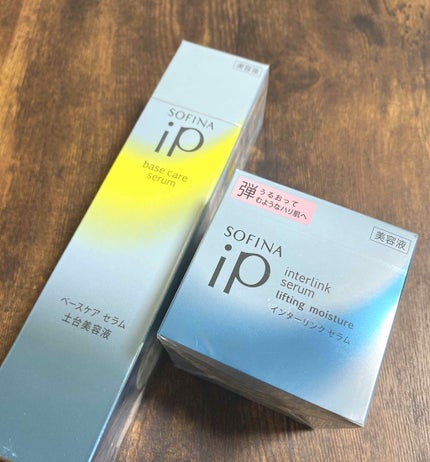 美容液
SOFINA
iP
base care
serum
ベースケア セラム
土台美容液
弾
うるおって
むようなハリ肌へ
美容液
SOFINA
iP
interlink
serum
lifting moisture
インターリンク セラム